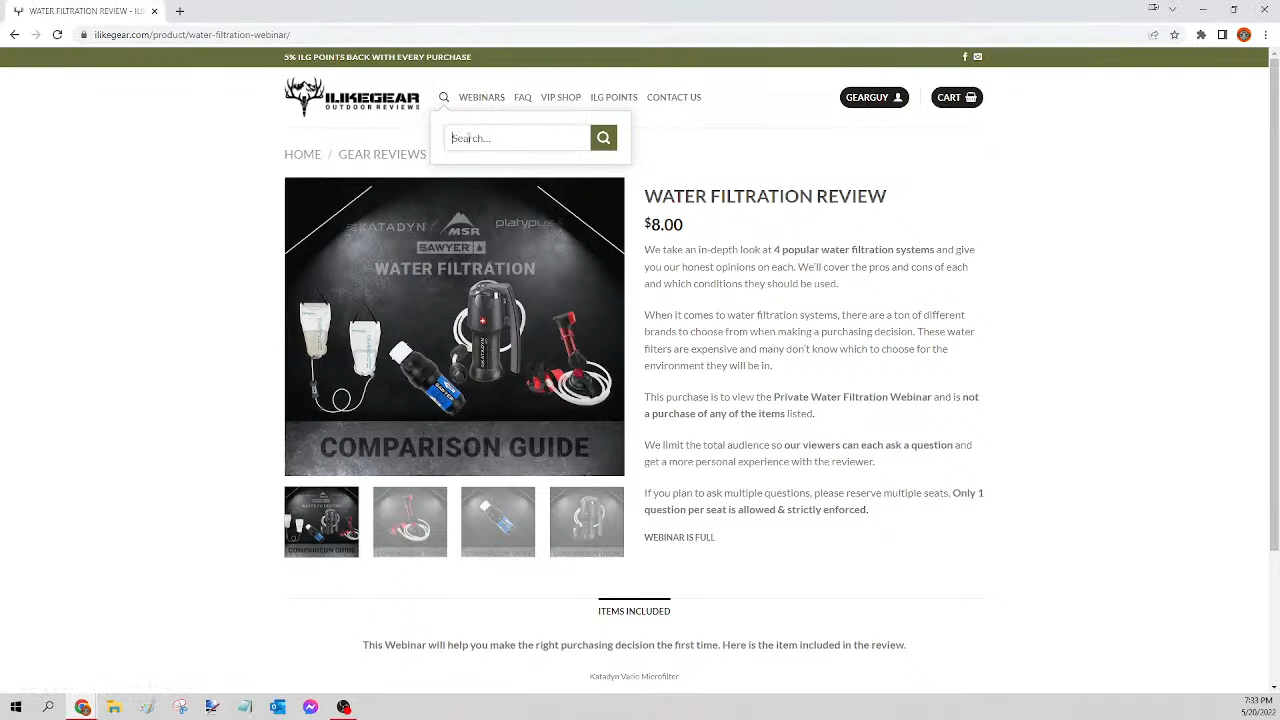 WATER FILTRATION REVIEW - ILI
ilikegear.com/product/water-filtration-webinar/
5% ILG POINTS BACK WITH EVERY PURCHASE
ILIKEGEAR
OUTDOOR REVIEWS
WEBINARS FAQ VIP SHOP ILG POINTS CONTACT US
GEARGUY CART
Search...
HOME / GEAR REVIEWS
KATADYN MSR platypus
SAWYER
WATER FILTRATION
KATADYN
SAWYER
COMPARISON GUIDE
COMPARISON GUIDE COMPARISON GUIDE COMPARISON GUIDE COMPARISON GUIDE
WATER FILTRATION REVIEW
$8.00
We take an in-depth look at 4 popular water filtration systems and give
you our honest opinions on each. We'll cover the pros and cons of each
and which conditions they should be used.
When it comes to water filtration systems, there are a ton of different
brands to choose from when making a purchasing decision. These water
filters are expensive and many don't know which to choose for the
environment they will be in.
This purchase is to view the Private Water Filtration Webinar and is not
a purchase of any of the items listed.
We limit the total audience so our viewers can each ask a question and
get a more personal experience with the reviewer.
If you plan to ask multiple questions, please reserve multiple seats. Only 1
question per seat is allowed & strictly enforced.
WEBINAR IS FULL
ITEMS INCLUDED
This Webinar will help you make the right purchasing decision the first time. Here is the item included in the review.
Katadyn Vario Microfilter
7:33 PM
5/20/2022